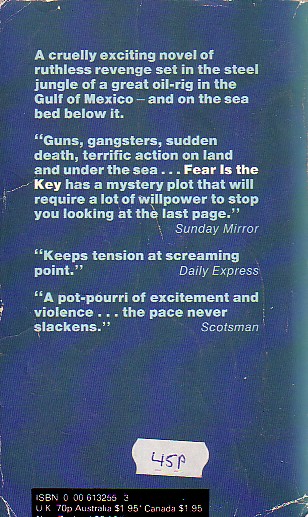 A cruelly exciting novel of
ruthless revenge set in the steel
jungle of a great oil-rig in the
Gulf of Mexico – and on the sea
bed below it.
“Guns, gangsters, sudden
death, terrific action on land
and under the sea . . . Fear Is the
Key has a mystery plot that will
require a lot of willpower to stop
you looking at the last page.”
Sunday Mirror
“Keeps tension at screaming
point.” Daily Express
“A pot-pourri of excitement and
violence . . . the pace never
slackens.” Scotsman
45P
ISBN 0 00 613255 3
U K 70p Australia $1 95* Canada $1 95